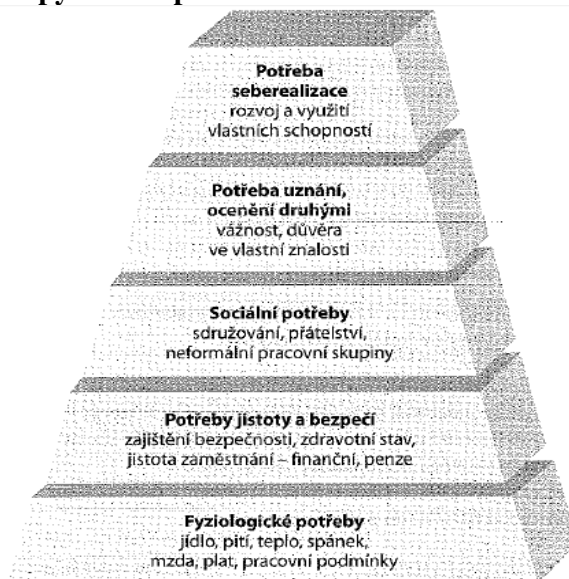 Potřeba
seberealizace
rozvoj a využití
vlastních schopností
Potřeba uznání,
ocenění druhými
vážnost, důvěra
ve vlastní znalosti
Sociální potřeby
sdružování, přátelství,
neformální pracovní skupiny
Potřeby jistoty a bezpečí
zajištění bezpečnosti, zdravotní stav,
jistota zaměstnání – finanční, penze
Fyziologické potřeby
jídlo, pití, teplo, spánek,
mzda, plat, pracovní podmínky